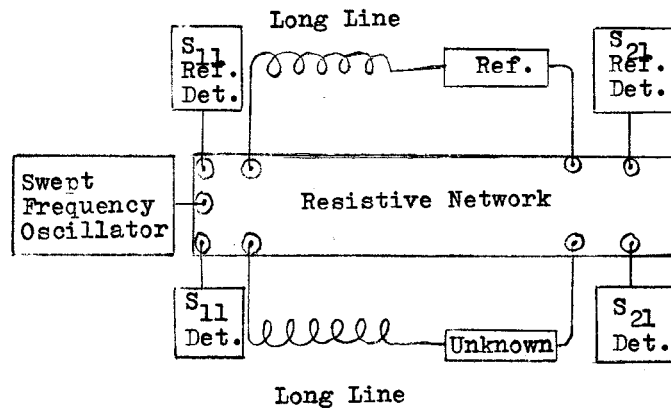 Long Line
S11
Ref.
Det.
Ref.
S21
Ref.
Det.
Swept
Frequency
Oscillator
Resistive Network
S11
Det.
Unknown
S21
Det.
Long Line